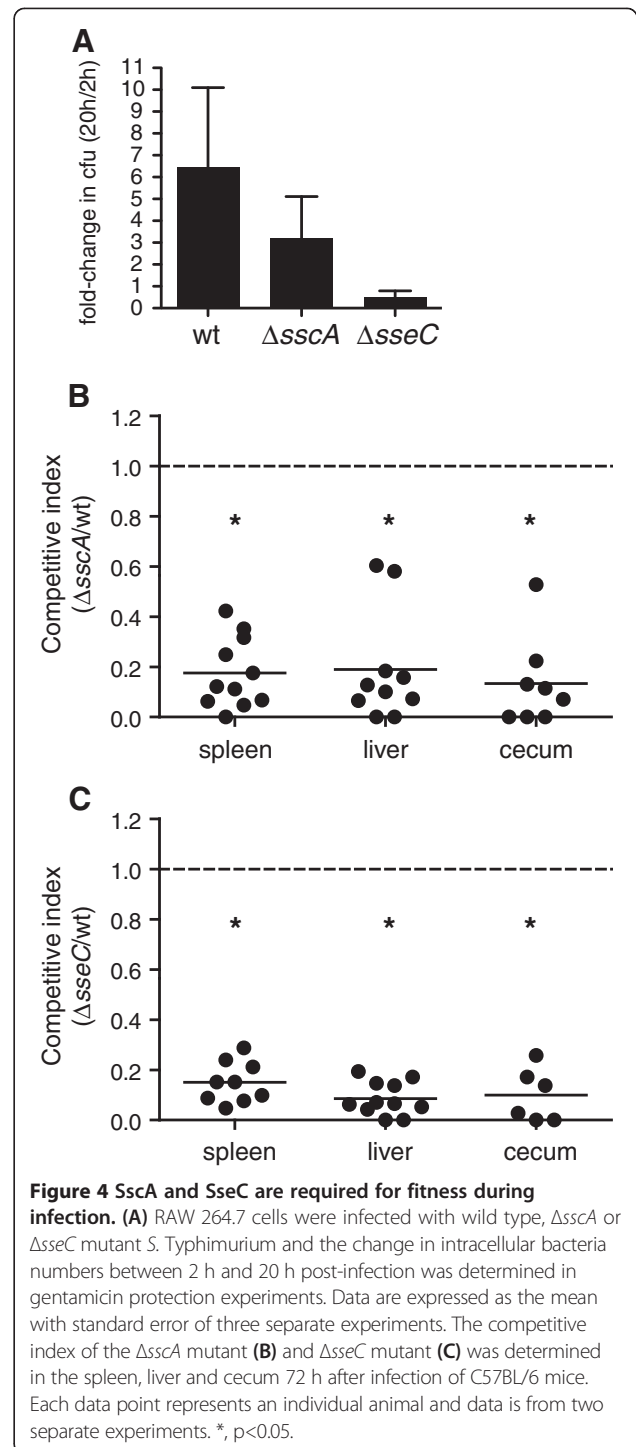 A
fold-change in cfu (20h/2h)
11
10
9
8
7
6
5
4
3
2
1
0
wt
ΔsscA
ΔsseC
B
Competitive index
(ΔsscA/wt)
1.2
1.0
0.8
0.6
0.4
0.2
0.0
* * *
spleen liver cecum
C
Competitive index
(ΔsseC/wt)
1.2
1.0
0.8
0.6
0.4
0.2
0.0
* * *
spleen liver cecum
Figure 4 SscA and SseC are required for fitness during
infection. (A) RAW 264.7 cells were infected with wild type, ΔsscA or
ΔsseC mutant S. Typhimurium and the change in intracellular bacteria
numbers between 2 h and 20 h post-infection was determined in
gentamicin protection experiments. Data are expressed as the mean
with standard error of three separate experiments. The competitive
index of the ΔsscA mutant (B) and ΔsseC mutant (C) was determined
in the spleen, liver and cecum 72 h after infection of C57BL/6 mice.
Each data point represents an individual animal and data is from two
separate experiments. *, p<0.05.